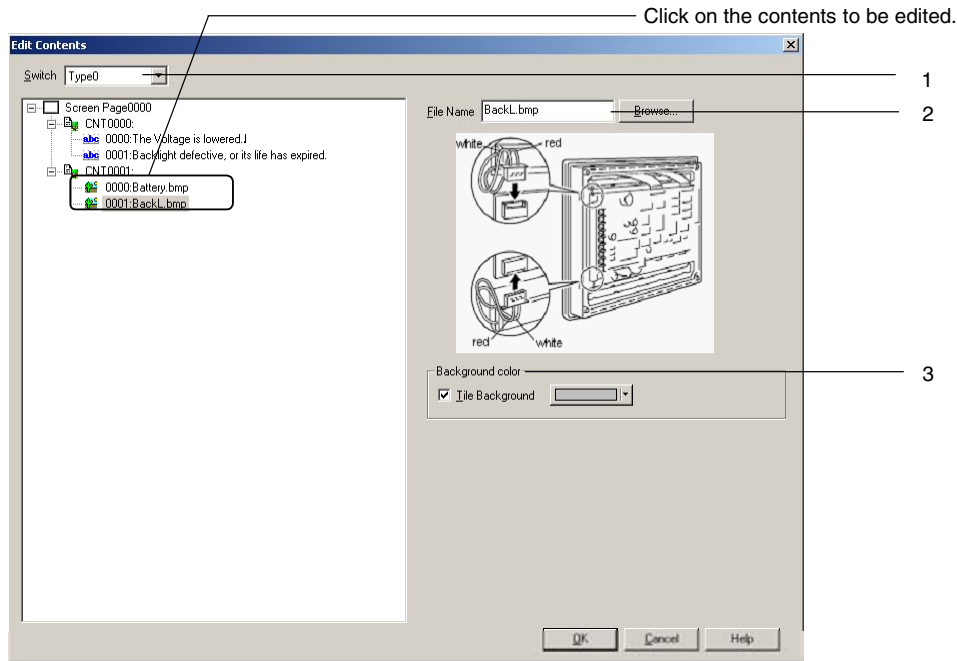 Click on the contents to be edited.
Edit Contents
Switch Type0
1
Screen Page0000
File Name BackL.bmp Browse...
2
CNT0000:
0000:The Voltage is lowered.↓
0001:Backlight defective, or its life has expired.
CNT0001:
0000:Battery.bmp
0001:BackL.bmp
white red
red white
Background color
3
Tile Background
OK Cancel Help